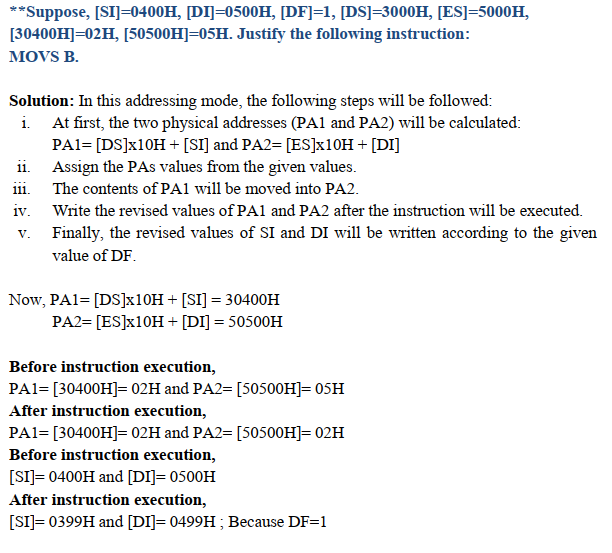 **Suppose, [SI]=0400H, [DI]=0500H, [DF]=1, [DS]=3000H, [ES]=5000H,
[30400H]=02H, [50500H]=05H. Justify the following instruction:
MOVS B.
Solution: In this addressing mode, the following steps will be followed:
i. At first, the two physical addresses (PA1 and PA2) will be calculated:
PA1= [DS]x10H + [SI] and PA2= [ES]x10H + [DI]
ii. Assign the PAs values from the given values.
iii. The contents of PA1 will be moved into PA2.
iv. Write the revised values of PA1 and PA2 after the instruction will be executed.
v. Finally, the revised values of SI and DI will be written according to the given
value of DF.
Now, PA1= [DS]x10H + [SI] = 30400H
PA2= [ES]x10H + [DI] = 50500H
Before instruction execution,
PA1= [30400H]= 02H and PA2= [50500H]= 05H
After instruction execution,
PA1= [30400H]= 02H and PA2= [50500H]= 02H
Before instruction execution,
[SI]= 0400H and [DI]= 0500H
After instruction execution,
[SI]= 0399H and [DI]= 0499H ; Because DF=1